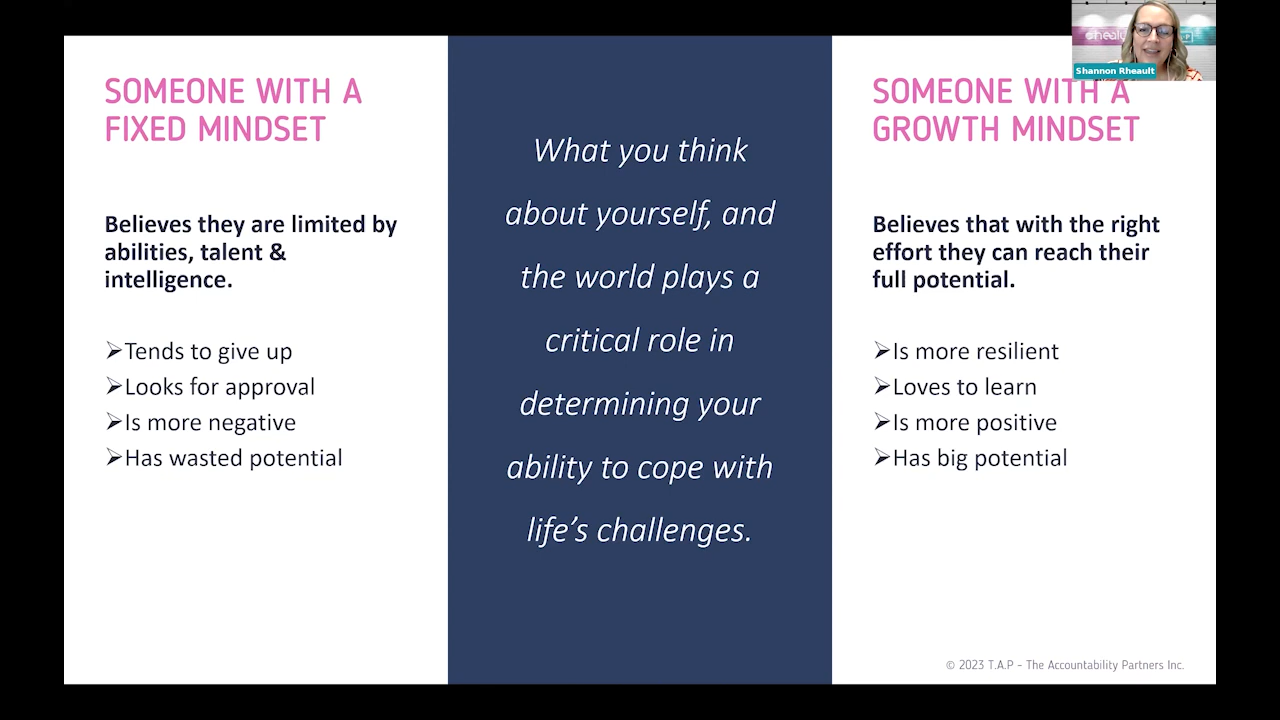 SOMEONE WITH A
FIXED MINDSET
Believes they are limited by
abilities, talent &
intelligence.
➢Tends to give up
➢Looks for approval
➢Is more negative
➢Has wasted potential
What you think
about yourself, and
the world plays a
critical role in
determining your
ability to cope with
life’s challenges.
Shannon Rheault
SOMEONE WITH A
GROWTH MINDSET
Believes that with the right
effort they can reach their
full potential.
➢Is more resilient
➢Loves to learn
➢Is more positive
➢Has big potential
© 2023 T.A.P – The Accountability Partners Inc.